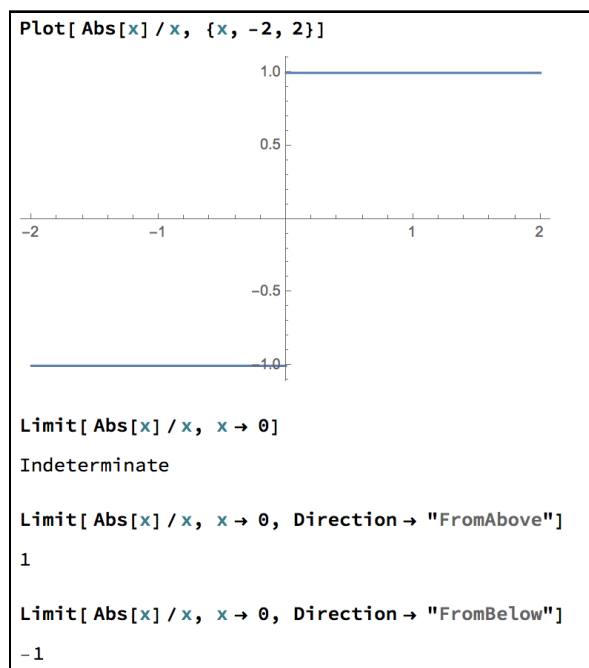 Plot[ Abs[x] / x, {x, -2, 2}]
1.0
0.5
-2 -1 1 2
-0.5
-1.0
Limit[ Abs[x] / x, x → 0]
Indeterminate
Limit[ Abs[x] / x, x → 0, Direction → "FromAbove"]
1
Limit[ Abs[x] / x, x → 0, Direction → "FromBelow"]
-1